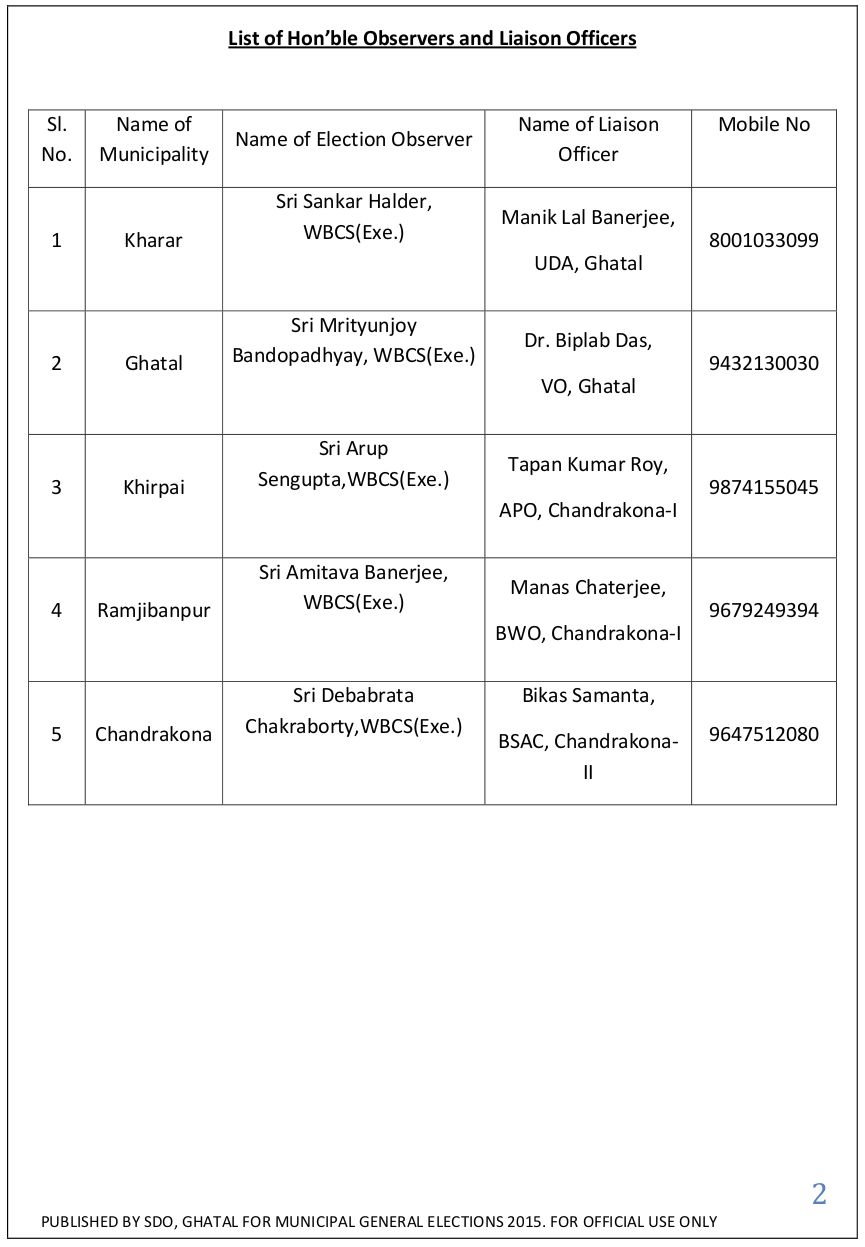 List of Hon’ble Observers and Liaison Officers
Sl.
No.
Name of
Municipality
Name of Election Observer
Name of Liaison
Officer
Mobile No
1
Kharar
Sri Sankar Halder,
WBCS(Exe.)
Manik Lal Banerjee,
UDA, Ghatal
8001033099
2
Ghatal
Sri Mrityunjoy
Bandopadhyay, WBCS(Exe.)
Dr. Biplab Das,
VO, Ghatal
9432130030
3
Khirpai
Sri Arup
Sengupta,WBCS(Exe.)
Tapan Kumar Roy,
APO, Chandrakona-I
9874155045
4
Ramjibanpur
Sri Amitava Banerjee,
WBCS(Exe.)
Manas Chaterjee,
BWO, Chandrakona-I
9679249394
5
Chandrakona
Sri Debabrata
Chakraborty,WBCS(Exe.)
Bikas Samanta,
BSAC, Chandrakona-
II
9647512080
2
PUBLISHED BY SDO, GHATAL FOR MUNICIPAL GENERAL ELECTIONS 2015. FOR OFFICIAL USE ONLY